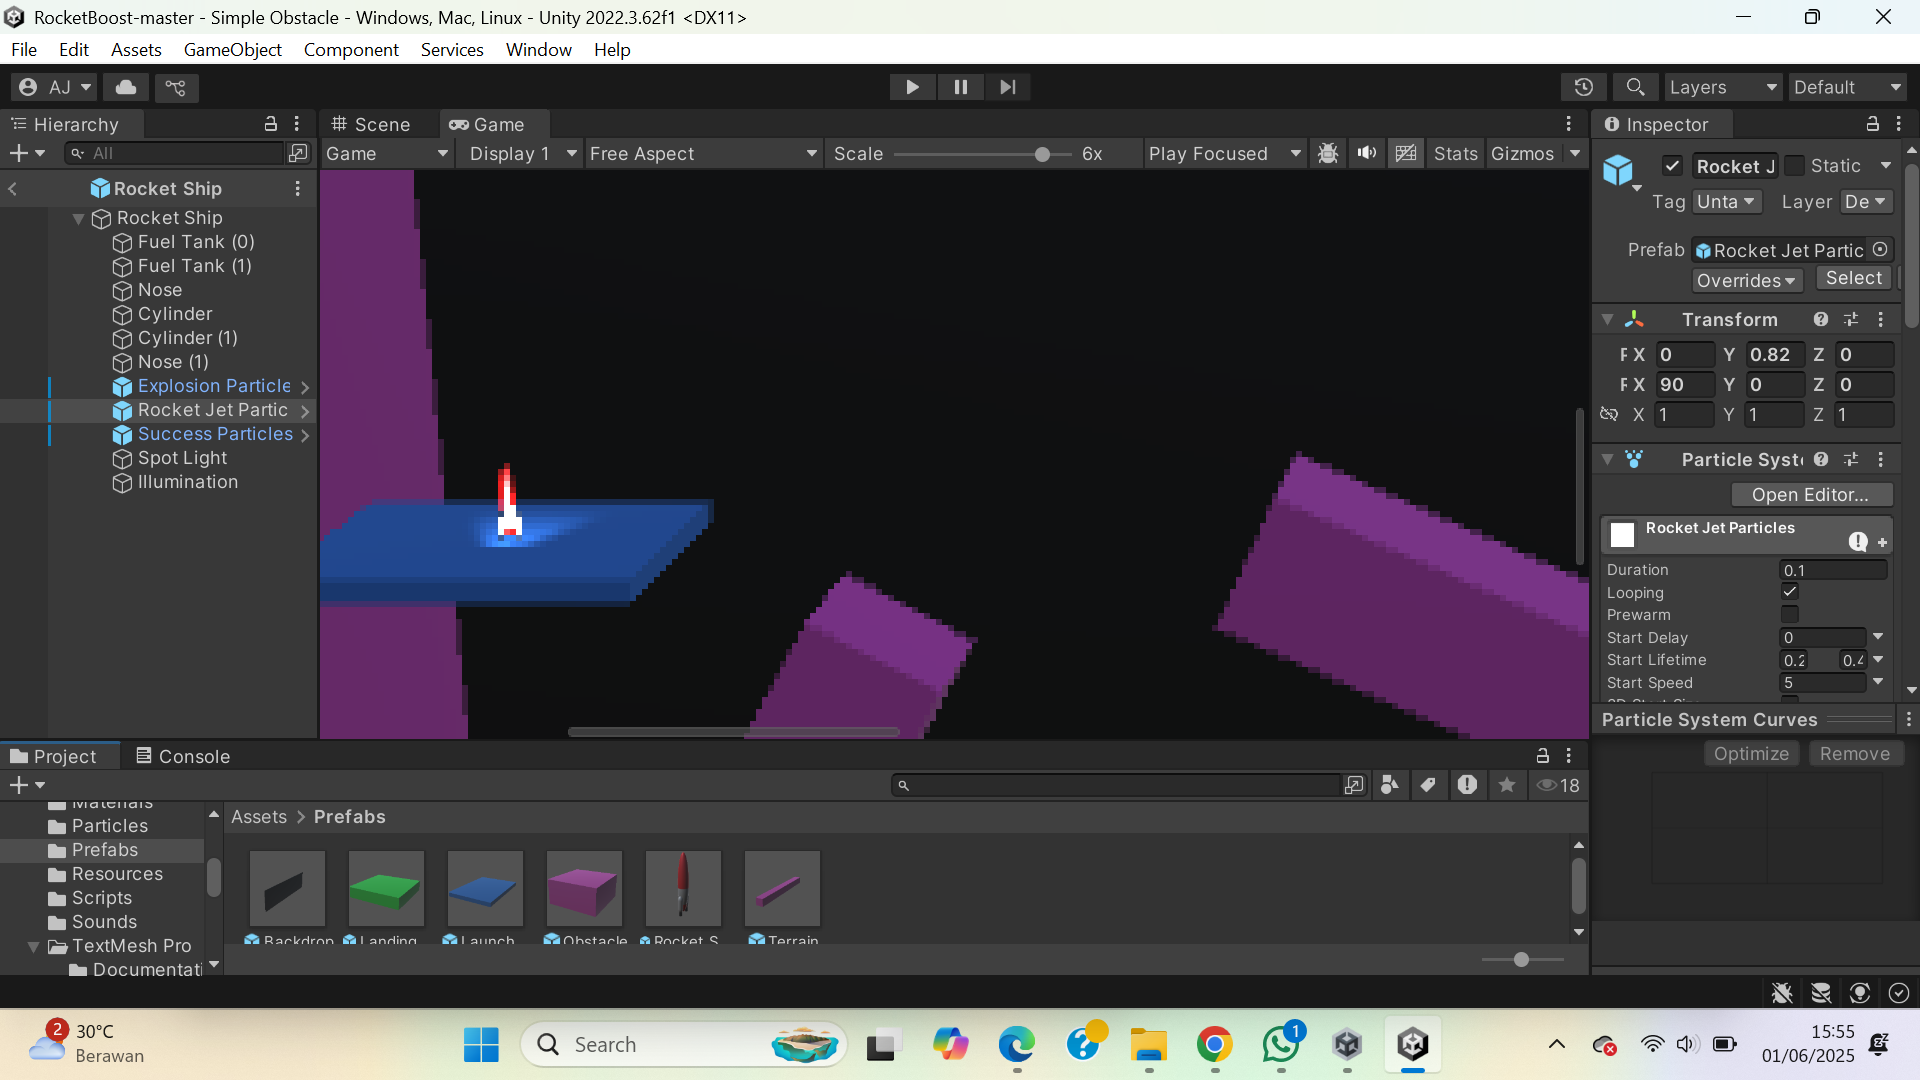 RocketBoost-master - Simple Obstacle - Windows, Mac, Linux - Unity 2022.3.62f1 <DX11>
File Edit Assets GameObject Component Services Window Help
AJ
Layers Default
Hierarchy
All
Rocket Ship
Rocket Ship
Fuel Tank (0)
Fuel Tank (1)
Nose
Cylinder
Cylinder (1)
Nose (1)
Explosion Particle
Rocket Jet Partic
Success Particles
Spot Light
Illumination
Scene Game
Game Display 1 Free Aspect Scale 6x Play Focused Stats Gizmos
Inspector
Rocket J Static
Tag Unta Layer De
Prefab Rocket Jet Partic
Overrides Select
Transform
X 0 Y 0.82 Z 0
X 90 Y 0 Z 0
X 1 Y 1 Z 1
Particle Syst
Open Editor...
Rocket Jet Particles
Duration 0.1
Looping
Prewarm
Start Delay 0
Start Lifetime 0.2 0.4
Start Speed 5
Particle System Curves
Optimize Remove
Project Console
18
Materials
Particles
Prefabs
Resources
Scripts
Sounds
TextMesh Pro
Documentati
Assets > Prefabs
Backdrop Landing Launch Obstacle Rocket S Terrain
2
30°C
Berawan
Search
1
15:55
01/06/2025